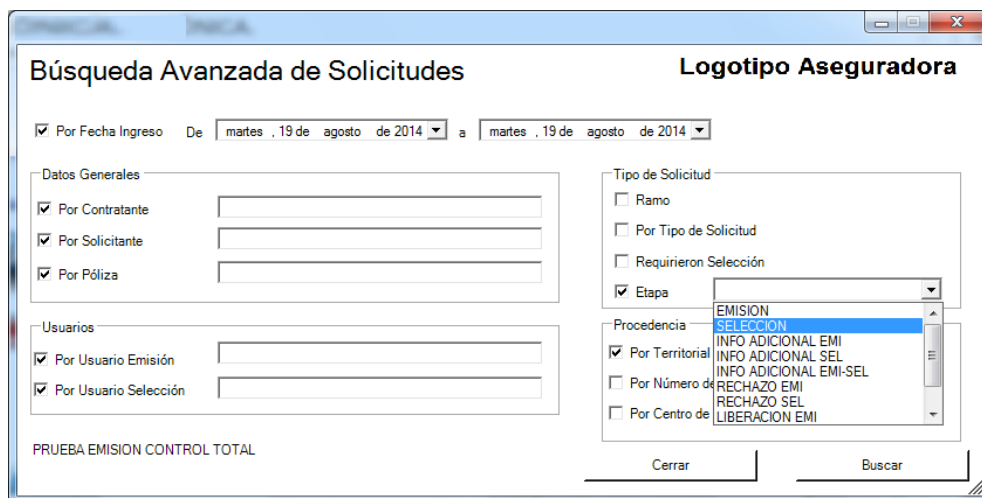 Búsqueda Avanzada de Solicitudes
Logotipo Aseguradora
Por Fecha Ingreso De martes , 19 de agosto de 2014 a martes , 19 de agosto de 2014
Datos Generales
Por Contratante
Por Solicitante
Por Póliza
Usuarios
Por Usuario Emisión
Por Usuario Selección
PRUEBA EMISION CONTROL TOTAL
Tipo de Solicitud
Ramo
Por Tipo de Solicitud
Requirieron Selección
Etapa
EMISION
SELECCION
INFO ADICIONAL EMI
INFO ADICIONAL SEL
INFO ADICIONAL EMI-SEL
RECHAZO EMI
RECHAZO SEL
LIBERACION EMI
Procedencia
Por Territorial
Por Número de
Por Centro de
Cerrar
Buscar